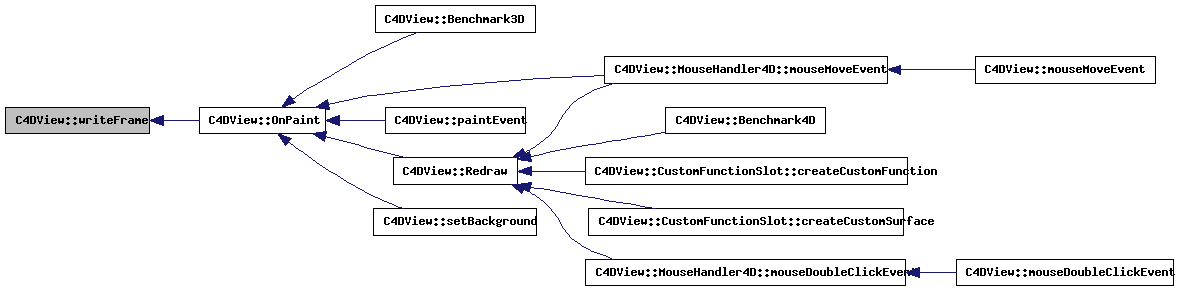 C4DView::Benchmark3D
C4DView::MouseHandler4D::mouseMoveEvent
C4DView::mouseMoveEvent
C4DView::writeFrame
C4DView::OnPaint
C4DView::paintEvent
C4DView::Benchmark4D
C4DView::Redraw
C4DView::CustomFunctionSlot::createCustomFunction
C4DView::setBackground
C4DView::CustomFunctionSlot::createCustomSurface
C4DView::MouseHandler4D::mouseDoubleClickEvent
C4DView::mouseDoubleClickEvent